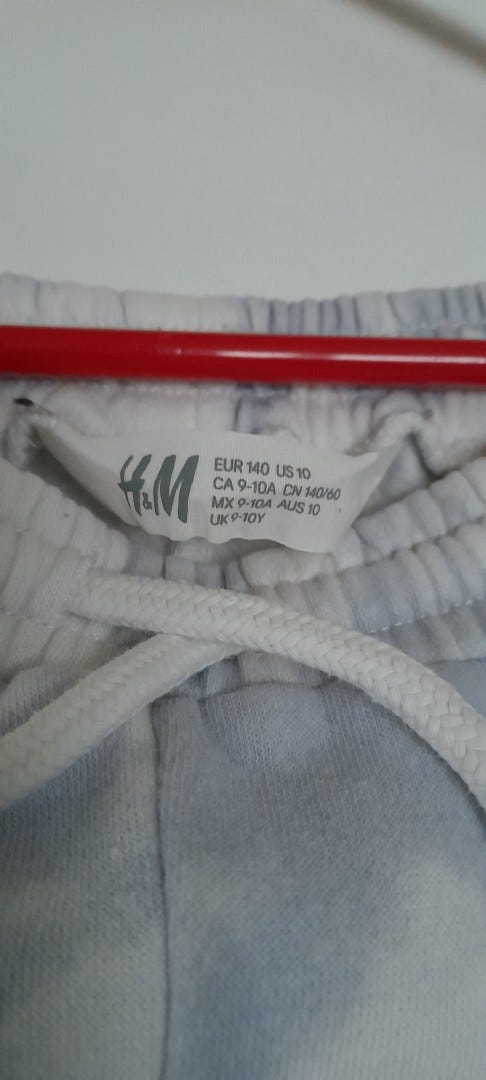 H&M
EUR 140 US 10
CA 9-10A CN 140/60
MX 9-10A AUS 10
UK 9-10Y